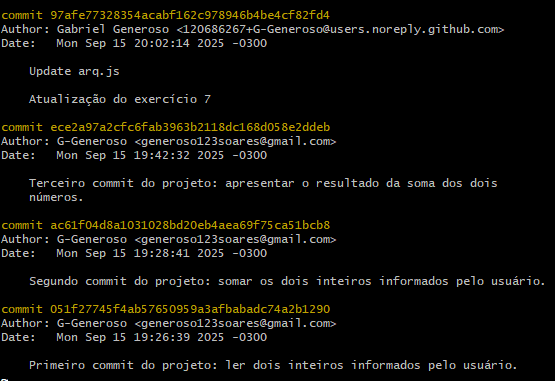 commit 97afe77328354acabf162c978946b4be4cf82fd4
Author: Gabriel Generoso <120686267+G-Generoso@users.noreply.github.com>
Date:   Mon Sep 15 20:02:14 2025 -0300
Update arq.js
Atualização do exercício 7
commit ece2a97a2cfc6fab3963b2118dc168d058e2ddeb
Author: G-Generoso <generoso123soares@gmail.com>
Date:   Mon Sep 15 19:42:32 2025 -0300
Terceiro commit do projeto: apresentar o resultado da soma dos dois
números.
commit ac61f04d8a1031028bd20eb4aea69f75ca51bcb8
Author: G-Generoso <generoso123soares@gmail.com>
Date:   Mon Sep 15 19:28:41 2025 -0300
Segundo commit do projeto: somar os dois inteiros informados pelo usuário.
commit 051f27745f4ab57650959a3afbabadc74a2b1290
Author: G-Generoso <generoso123soares@gmail.com>
Date:   Mon Sep 15 19:26:39 2025 -0300
Primeiro commit do projeto: ler dois inteiros informados pelo usuário.